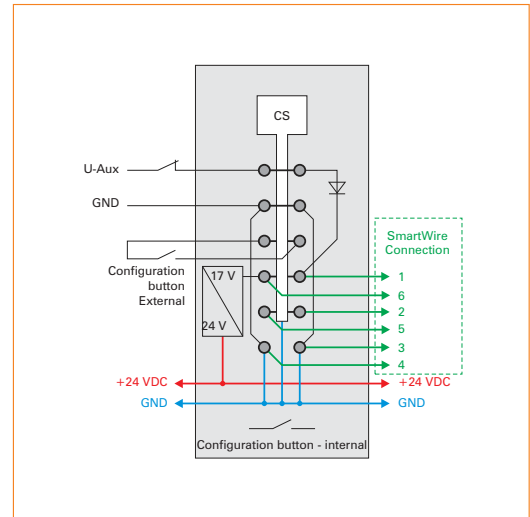 CS
U-Aux
GND
SmartWire
Connection
Configuration
button
External
17 V
24 V
1
6
2
5
3
4
+24 VDC
+24 VDC
GND
GND
Configuration button - internal